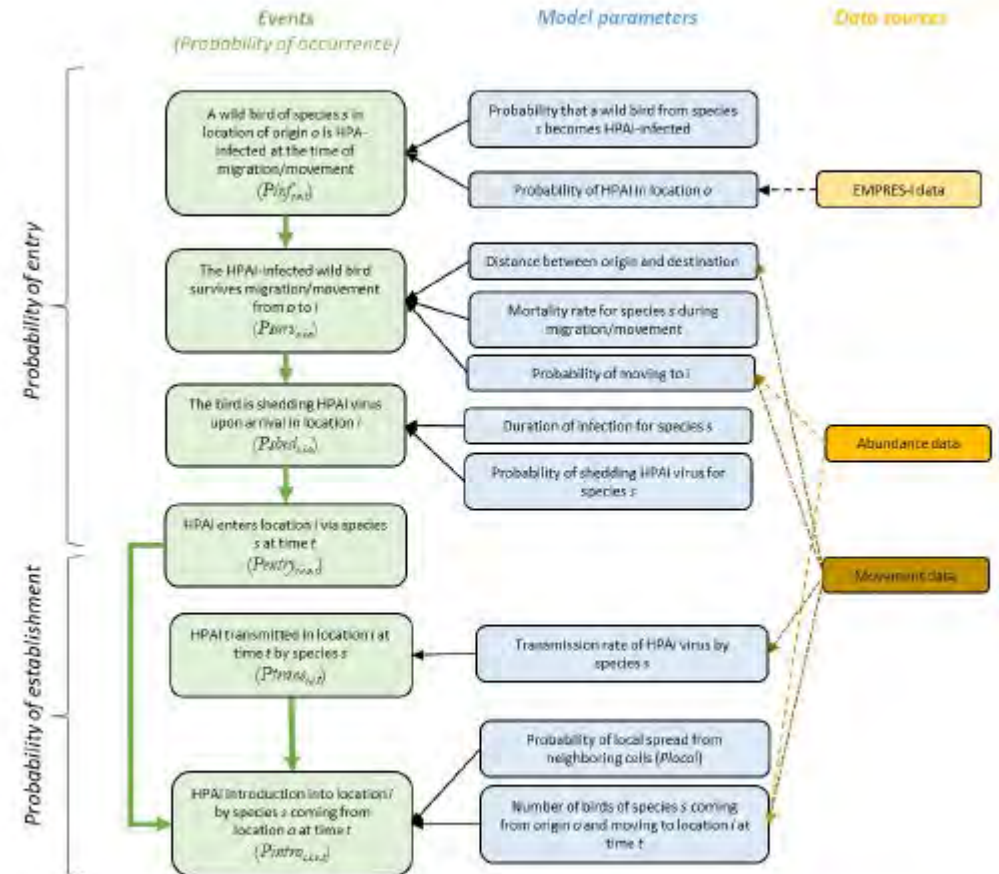 Events
(Probability of occurrence)
Model parameters
Data sources
Probability of entry
A wild bird of species s in
location of origin o is HPA-
infected at the time of
migration/movement
Probability that a wild bird from species
s becomes HPAI-infected
Probability of HPAI in location o
EMPRES-i data
The HPAI-infected wild bird
survives migration/movement
from o to i
Distance between origin and destination
Mortality rate for species s during
migration/movement
Probability of moving to i
The bird is shedding HPAI virus
upon arrival in location i
Duration of infection for species s
Probability of shedding HPAI virus for
species s
Abundance data
HPAI enters location i via species
s at time t
Movement data
Probability of establishment
HPAI transmitted in location i at
time t by species s
Transmission rate of HPAI virus by
species s
Probability of local spread from
neighboring cells (Plocal)
HPAI introduction into location i
by species s coming from
location o at time t
Number of birds of species s coming
from origin o and moving to location i at
time t